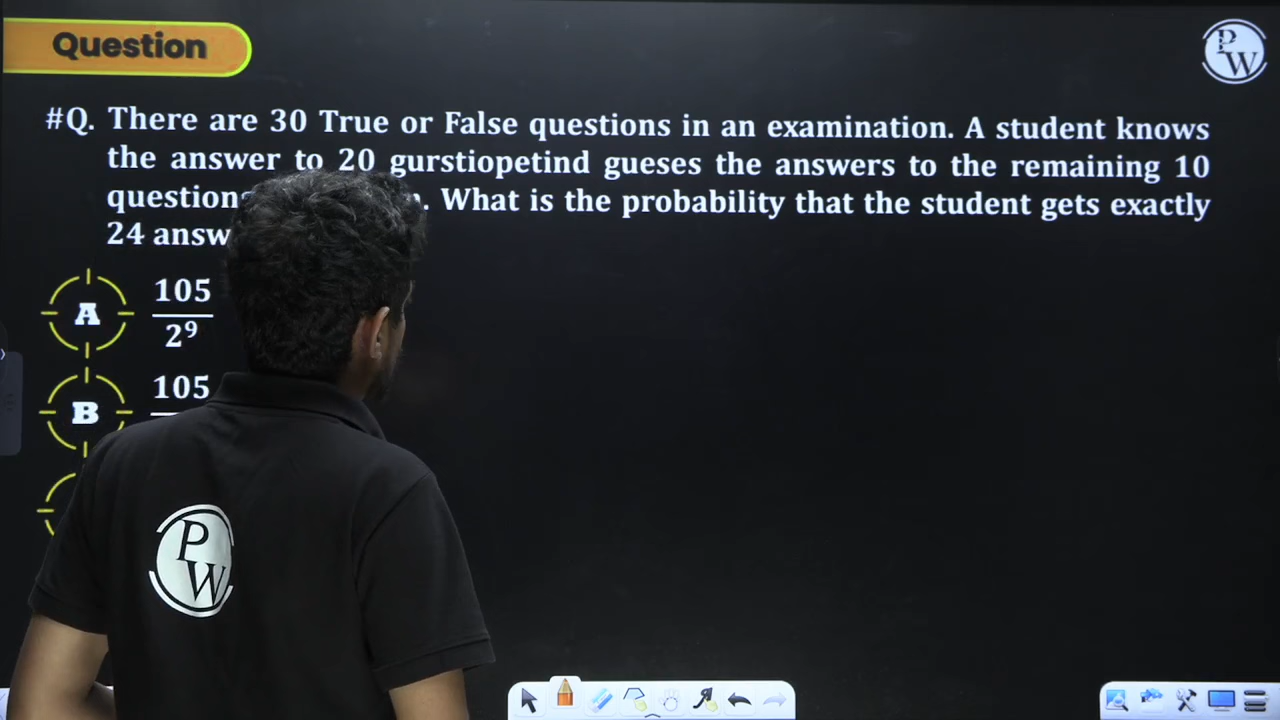 Question
PW
#Q. There are 30 True or False questions in an examination. A student knows
the answer to 20 gurstiopetind gueses the answers to the remaining 10
What is the probability that the student gets exactly
24
A 105
2⁹
B 105
PW